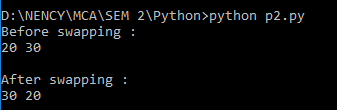 D:\NENCY\MCA\SEM 2\Python>python p2.py
Before swapping :
20 30
After swapping :
30 20